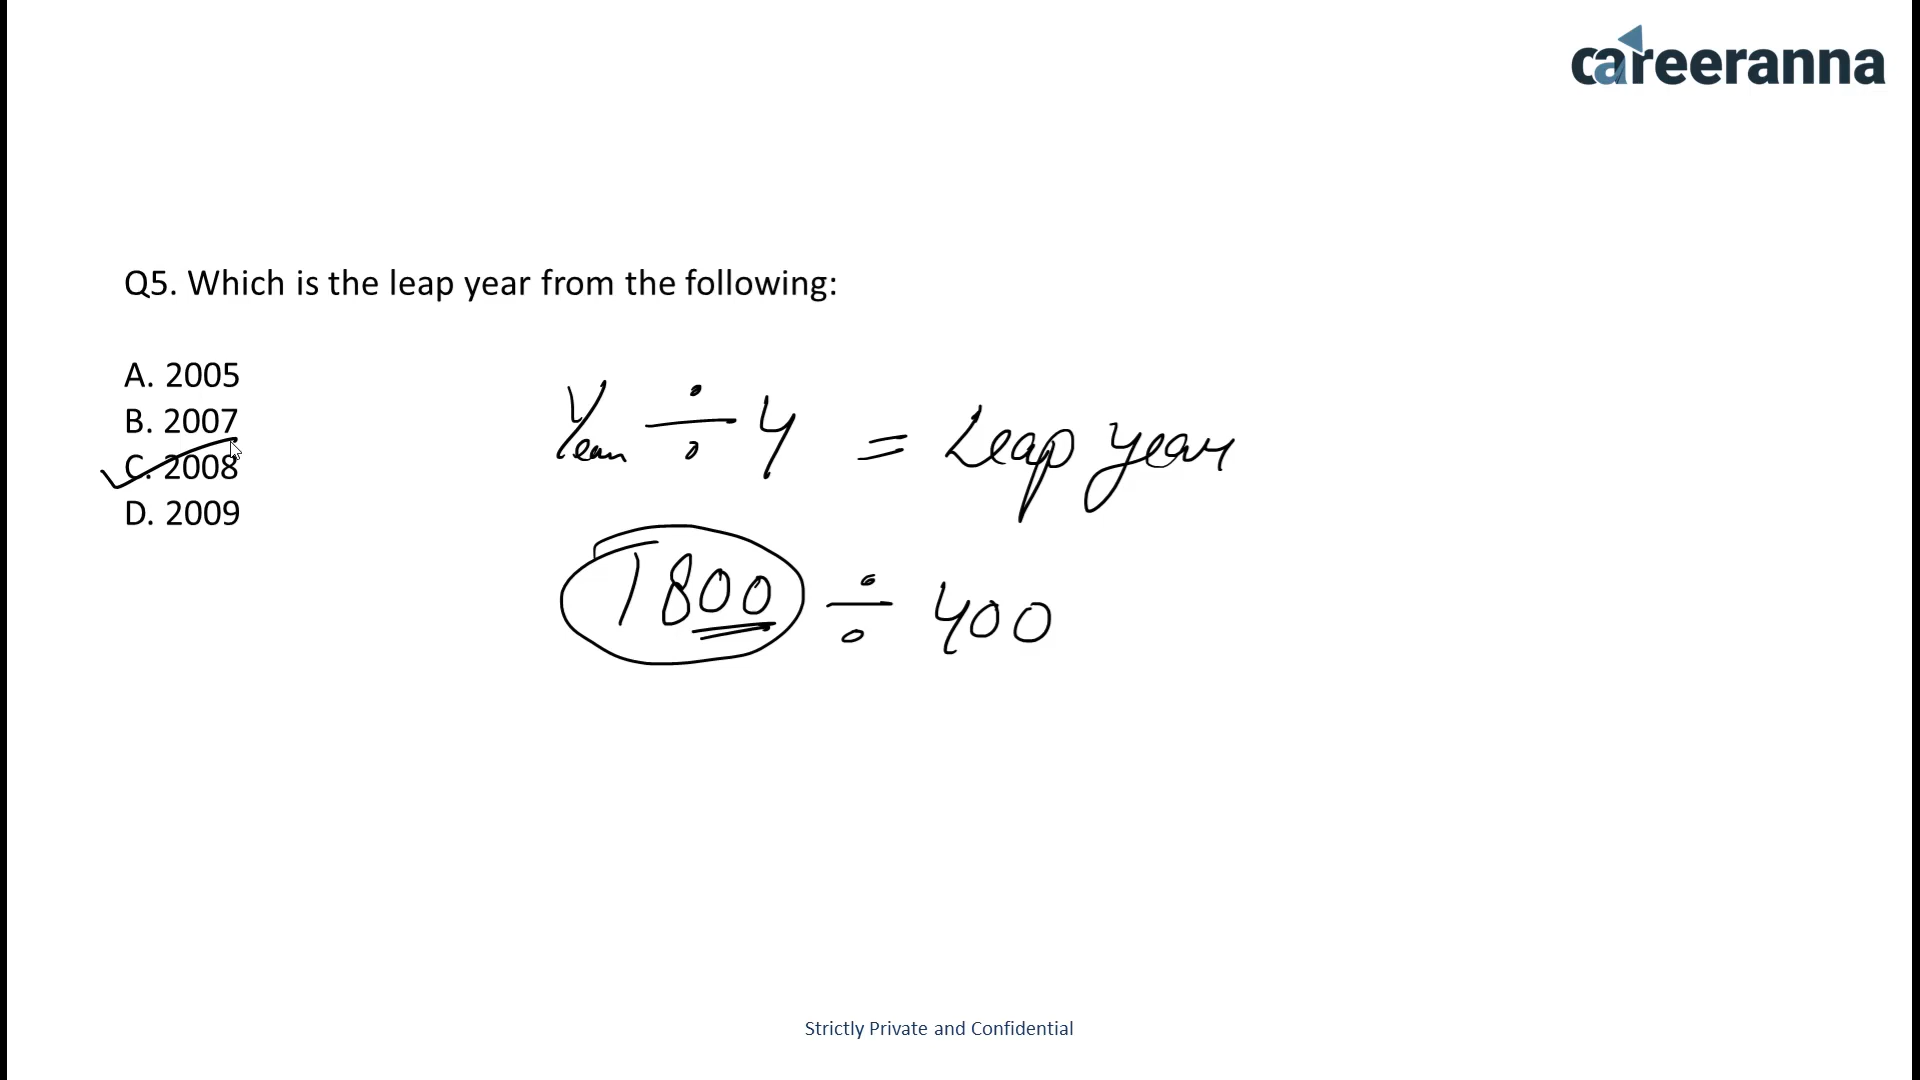 careeranna
Q5. Which is the leap year from the following:
A. 2005
B. 2007
C. 2008
D. 2009
Year ÷ 4 = Leap year
1800 ÷ 400
Strictly Private and Confidential